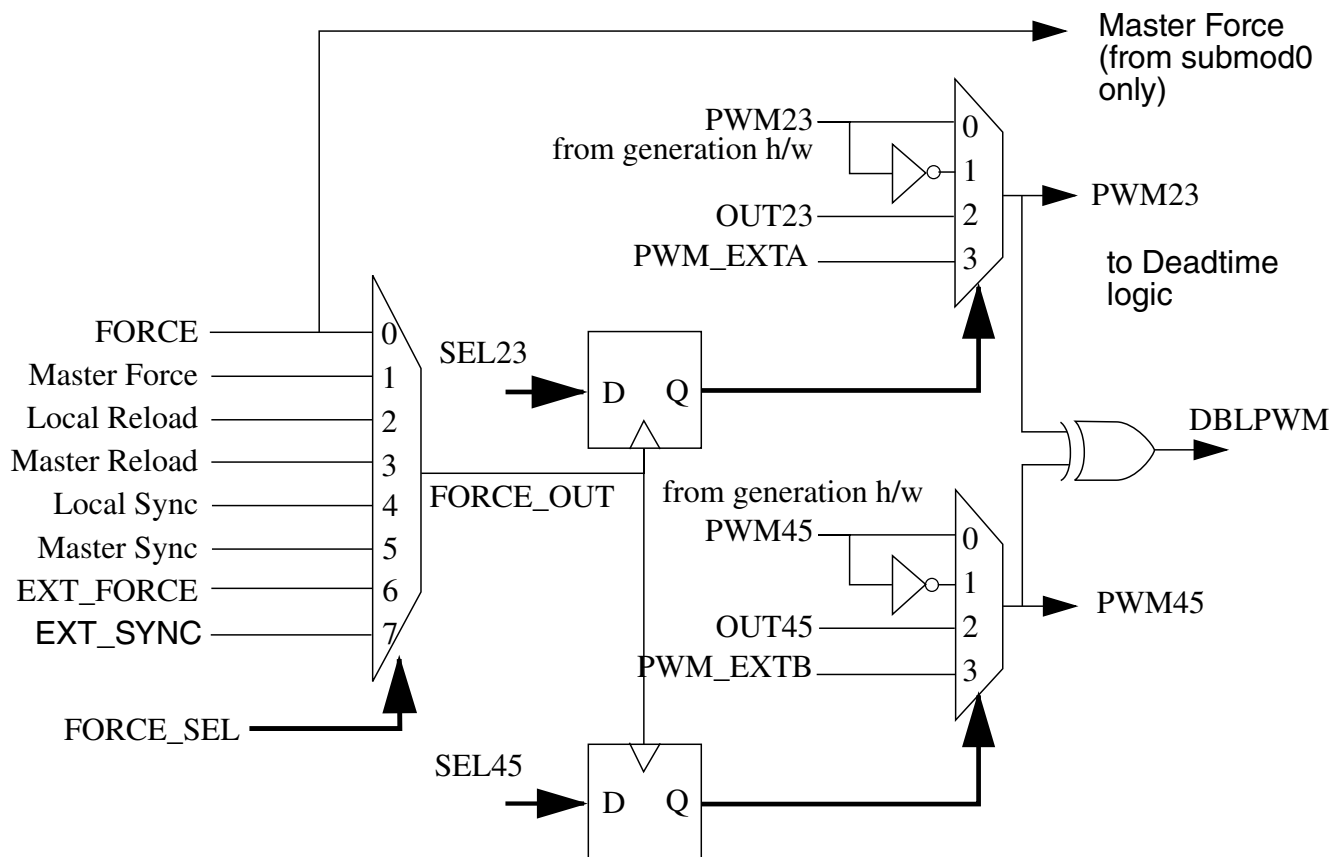 Master Force
(from submod0
only)
PWM23
from generation h/w
0
1
OUT23
2
PWM_EXTA
3
PWM23
to Deadtime
logic
FORCE
0
Master Force
1
Local Reload
2
Master Reload
3
Local Sync
4
Master Sync
5
EXT_FORCE
6
EXT_SYNC
7
FORCE_SEL
FORCE_OUT
SEL23
D Q
DBLPWM
from generation h/w
PWM45
0
1
OUT45
2
PWM_EXTB
3
PWM45
SEL45
D Q